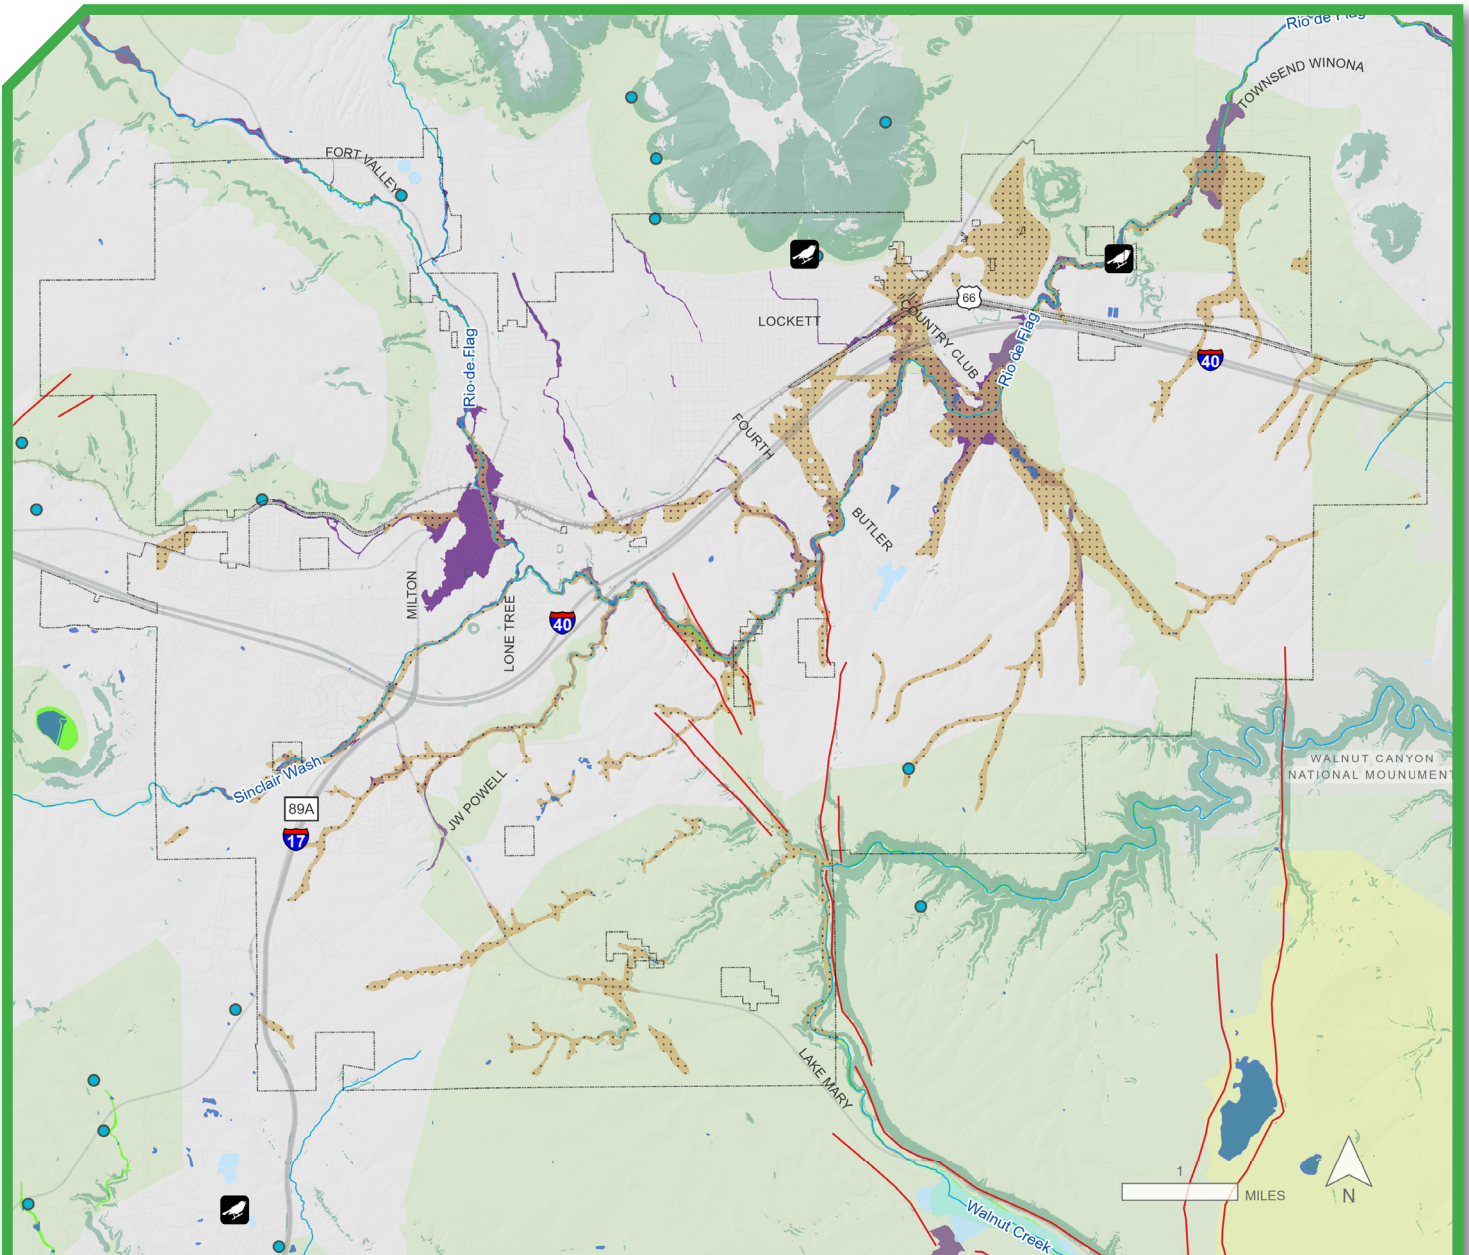 Rio de Flag
TOWNSEND WINONA
FORT VALLEY
66
LOCKETT
COUNTRY CLUB
Rio de Flag
Rio de Flag
40
FOURTH
BUTLER
MILTON
LONE TREE
40
WALNUT CANYON
NATIONAL MOUNUMENT
Sinclair Wash
89A
JW POWELL
17
LAKE MARY
1
MILES
N
Walnut Creek